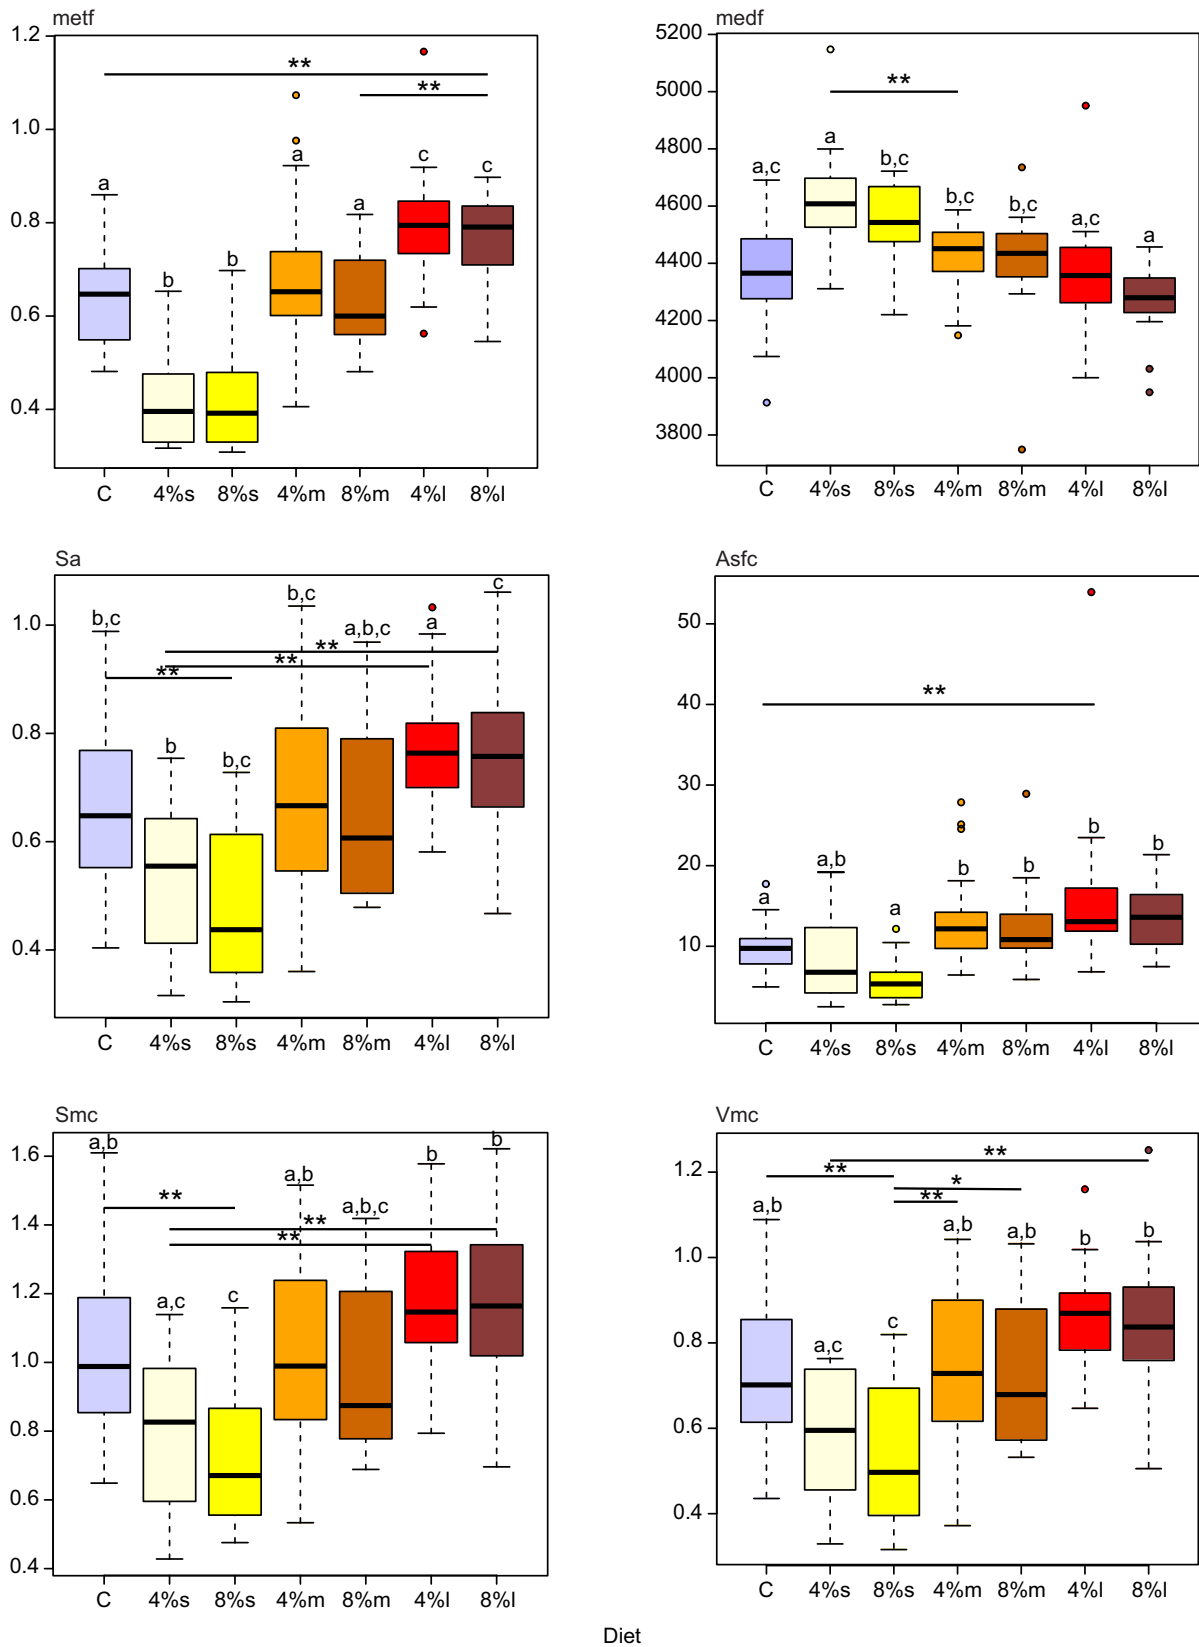 metf
1.2
1.0
0.8
0.6
0.4
**
**
a
b
b
a
a
c
c
C 4%s 8%s 4%m 8%m 4%l 8%l
medf
5200
5000
4800
4600
4400
4200
4000
3800
**
a,c
a
b,c
b,c
b,c
a,c
a
C 4%s 8%s 4%m 8%m 4%l 8%l
Sa
1.0
0.8
0.6
0.4
**
**
**
b,c
b
b,c
b,c
a,b,c
a
c
C 4%s 8%s 4%m 8%m 4%l 8%l
Asfc
50
40
30
20
10
**
a
a,b
a
b
b
b
b
C 4%s 8%s 4%m 8%m 4%l 8%l
Smc
1.6
1.4
1.2
1.0
0.8
0.6
0.4
**
**
**
a,b
a,c
c
a,b
a,b,c
b
b
C 4%s 8%s 4%m 8%m 4%l 8%l
Vmc
1.2
1.0
0.8
0.6
0.4
**
**
*
**
a,b
a,c
c
a,b
a,b
b
b
C 4%s 8%s 4%m 8%m 4%l 8%l
Diet